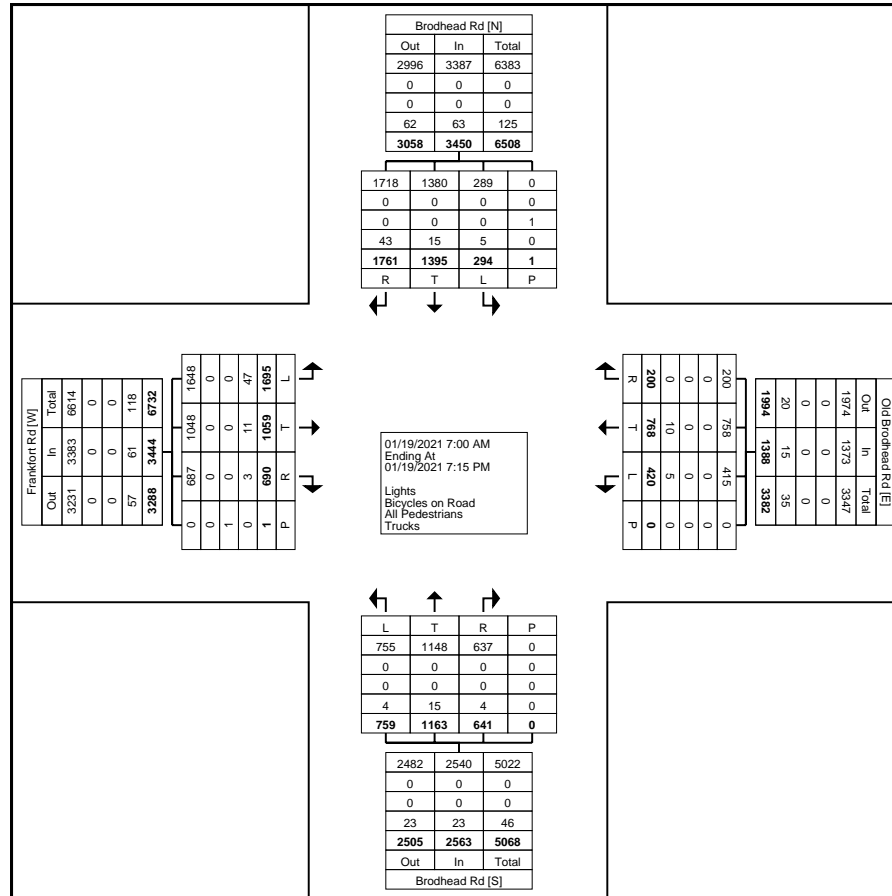 Brodhead Rd [N]
Out In Total
2996 3387 6383
0 0 0
0 0 0
62 63 125
3058 3450 6508
1718 1380 289 0
0 0 0 0
0 0 0 1
43 15 5 0
1761 1395 294 1
R T L P
Frankfort Rd [W]
Total In Out
6614 3383 3231
0 0 0
0 0 0
118 61 57
6732 3444 3288
1648 1048 687 0
0 0 0 0
0 0 0 1
47 11 3 0
1695 1059 690 1
L T R P
01/19/2021 7:00 AM
Ending At
01/19/2021 7:15 PM
Lights
Bicycles on Road
All Pedestrians
Trucks
R T L P
200 768 420 0
0 10 5 0
0 0 0 0
0 0 0 0
200 758 415 0
Old Brodhead Rd [E]
Out In Total
1974 1373 3347
0 0 0
0 0 0
20 15 35
1994 1388 3382
L T R P
755 1148 637 0
0 0 0 0
0 0 0 0
4 15 4 0
759 1163 641 0
2482 2540 5022
0 0 0
0 0 0
23 23 46
2505 2563 5068
Out In Total
Brodhead Rd [S]